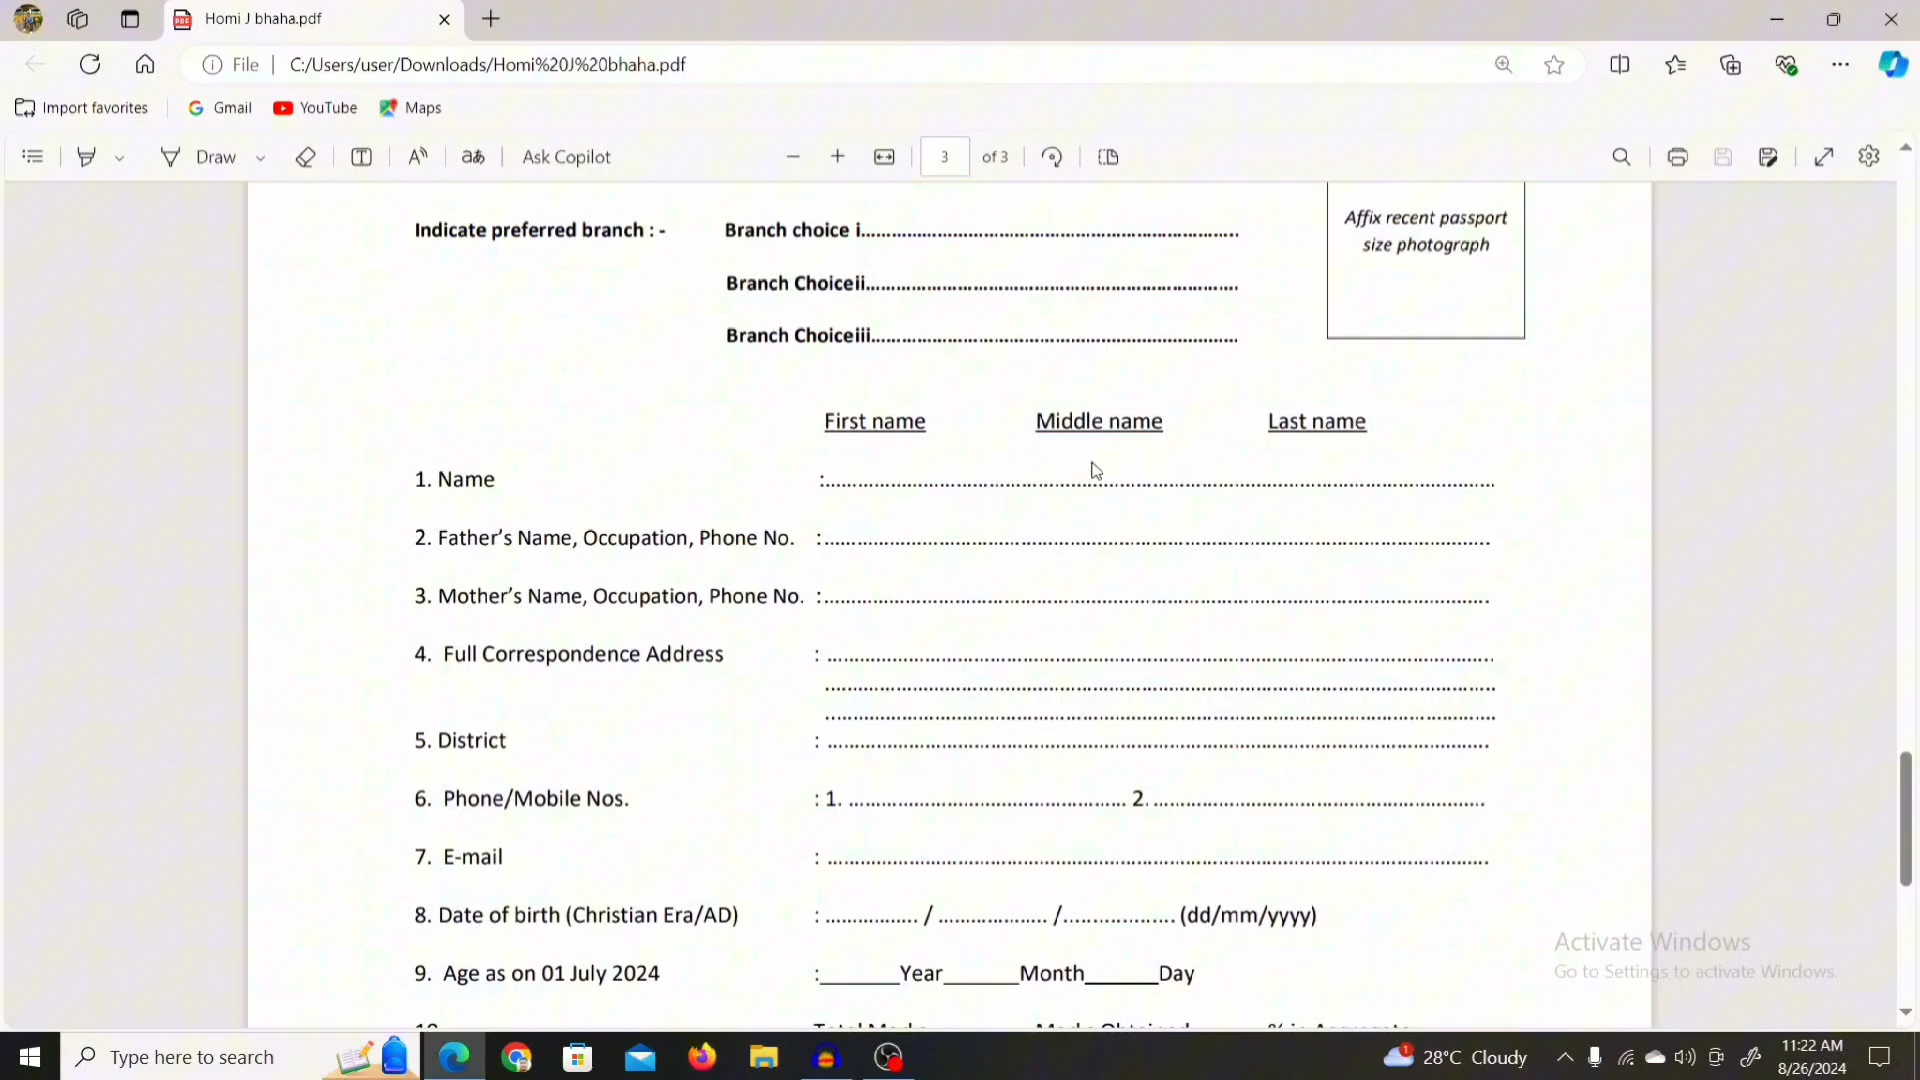 Homi J bhaha.pdf
File
C:/Users/user/Downloads/Homi%20J%20bhaha.pdf
Import favorites
Gmail
YouTube
Maps
Draw
Ask Copilot
3
of 3
Affix recent passport
size photograph
Indicate preferred branch : -
Branch choice i..........................................................................
Branch Choiceii.........................................................................
Branch Choiceiii........................................................................
First name Middle name Last name
1. Name :....................................................................................................................
2. Father’s Name, Occupation, Phone No. :....................................................................................................................
3. Mother’s Name, Occupation, Phone No. :....................................................................................................................
4. Full Correspondence Address : ....................................................................................................................
....................................................................................................................
....................................................................................................................
5. District : ....................................................................................................................
6. Phone/Mobile Nos. : 1. ................................................ 2. .........................................................
7. E-mail : ....................................................................................................................
8. Date of birth (Christian Era/AD) : ................ / ................... /.................... (dd/mm/yyyy)
9. Age as on 01 July 2024 :_______Year_______Month_______Day
Activate Windows
Go to Settings to activate Windows.
Type here to search
28°C Cloudy
11:22 AM
8/26/2024